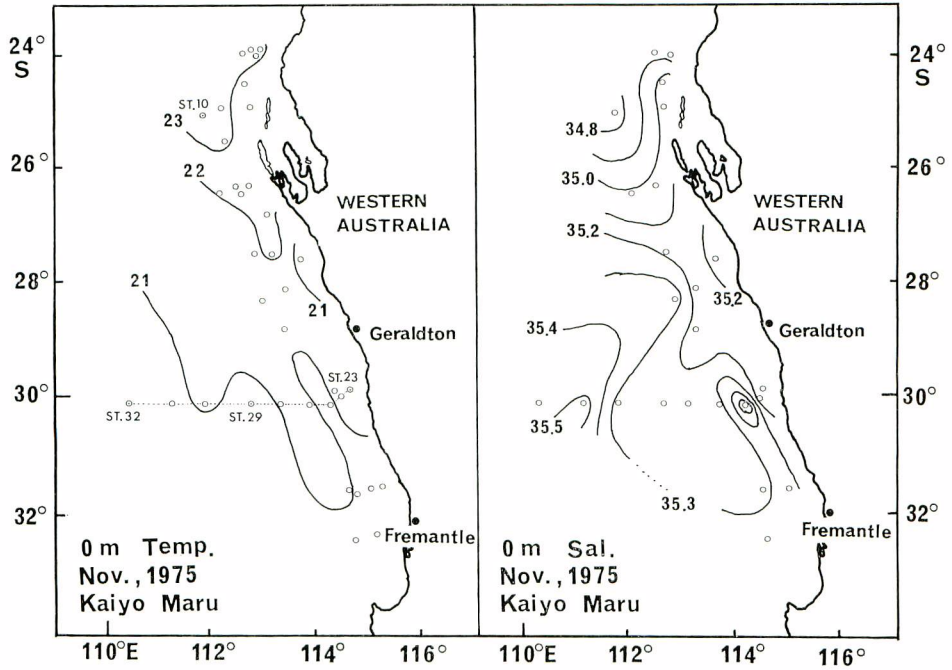 24°
S
26°
28°
30°
32°
ST.10
23
22
21
21
WESTERN
AUSTRALIA
Geraldton
ST.23
ST.32
ST.29
Fremantle
0 m Temp.
Nov., 1975
Kaiyo Maru
110°E
112°
114°
116°
34.8
35.0
35.2
35.2
35.4
35.5
35.3
WESTERN
AUSTRALIA
Geraldton
Fremantle
0 m Sal.
Nov., 1975
Kaiyo Maru
24°
S
26°
28°
30°
32°
110°E
112°
114°
116°